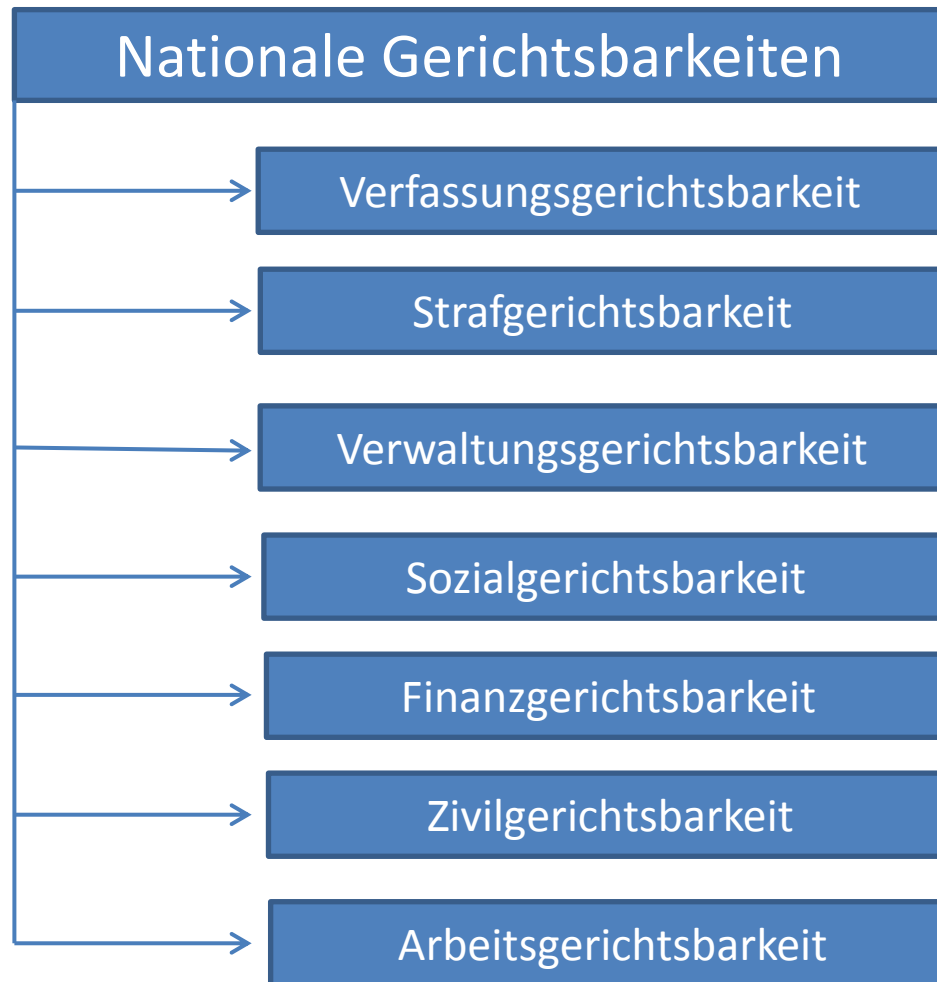 Nationale Gerichtsbarkeiten
Verfassungsgerichtsbarkeit
Strafgerichtsbarkeit
Verwaltungsgerichtsbarkeit
Sozialgerichtsbarkeit
Finanzgerichtsbarkeit
Zivilgerichtsbarkeit
Arbeitsgerichtsbarkeit